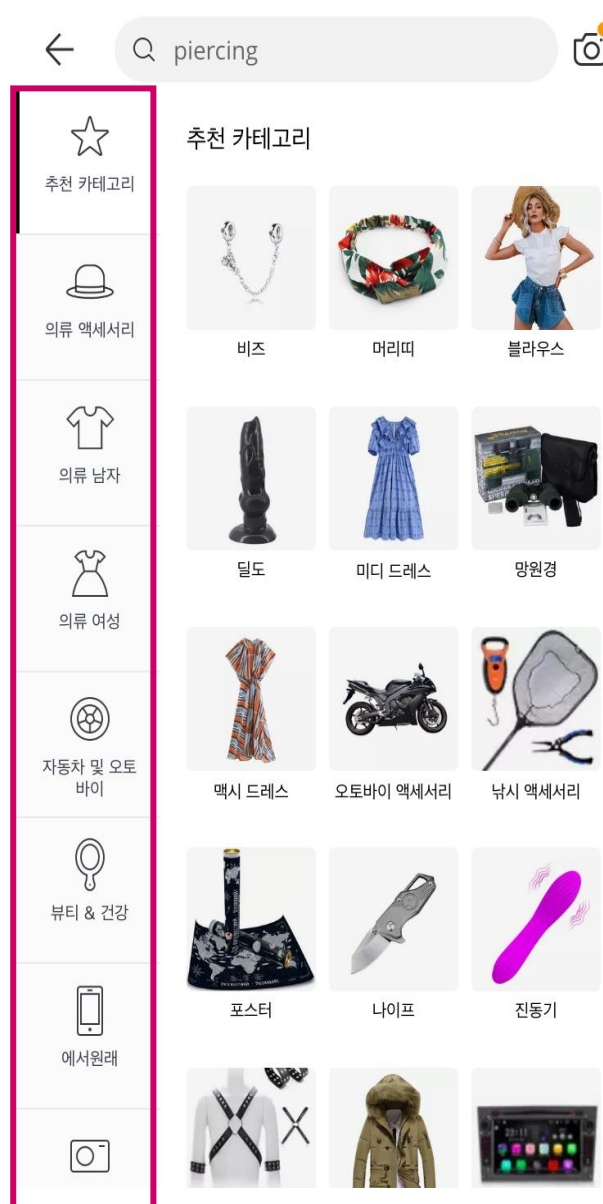 piercing
추천 카테고리
의류 액세서리
의류 남자
의류 여성
자동차 및 오토
바이
뷰티 & 건강
에서원래
추천 카테고리
비즈
머리띠
블라우스
딜도
미디 드레스
망원경
맥시 드레스
오토바이 액세서리
낚시 액세서리
포스터
나이프
진동기
23:11